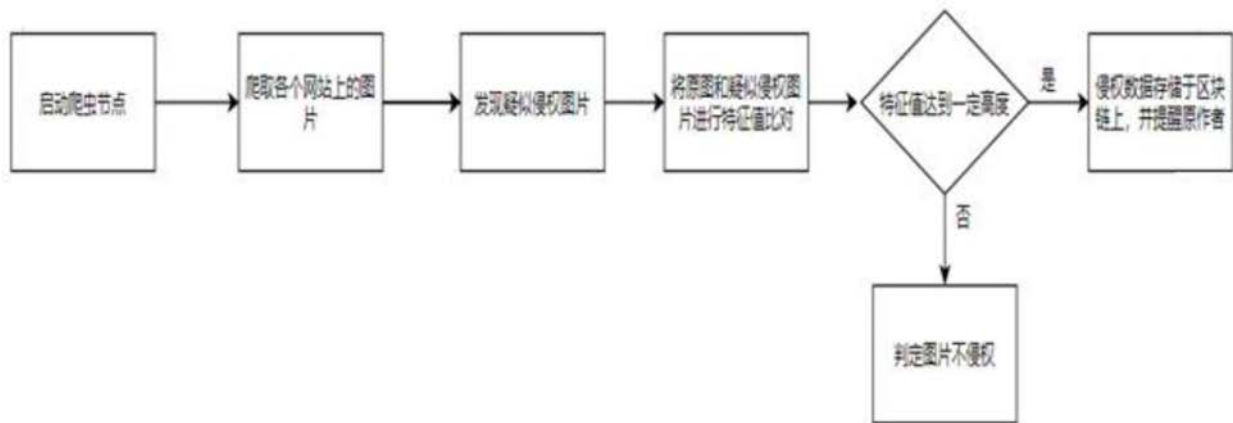 启动爬虫节点
爬取各个网站上的图
片
发现疑似侵权图片
将原图和疑似侵权图
片进行特征值比对
特征值达到一定亮度
是
侵权数据存储于区块
链上，并提醒原作者
否
判定图片不侵权